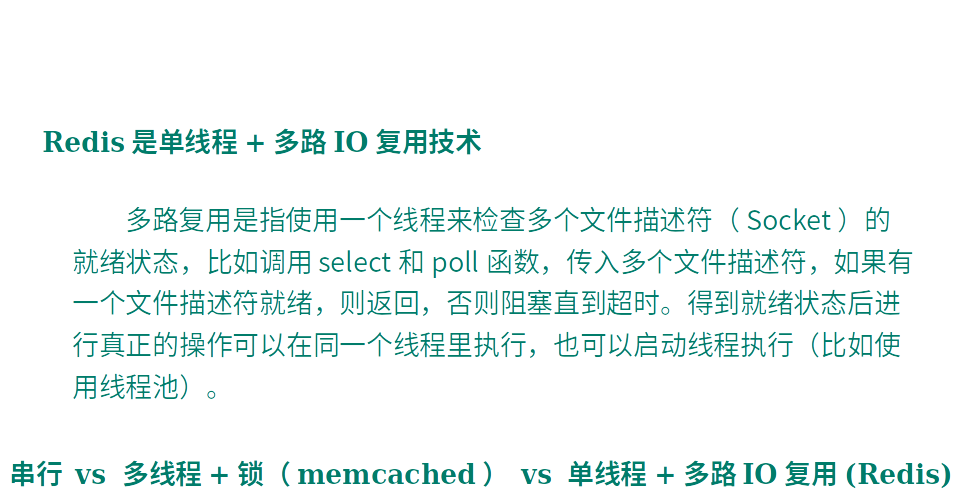 Redis 是单线程 + 多路 IO 复用技术
多路复用是指使用一个线程来检查多个文件描述符（ Socket ）的
就绪状态，比如调用 select 和 poll 函数，传入多个文件描述符，如果有
一个文件描述符就绪，则返回，否则阻塞直到超时。得到就绪状态后进
行真正的操作可以在同一个线程里执行，也可以启动线程执行（比如使
用线程池）。
串行 vs 多线程 + 锁（ memcached ） vs 单线程 + 多路 IO 复用 (Redis)